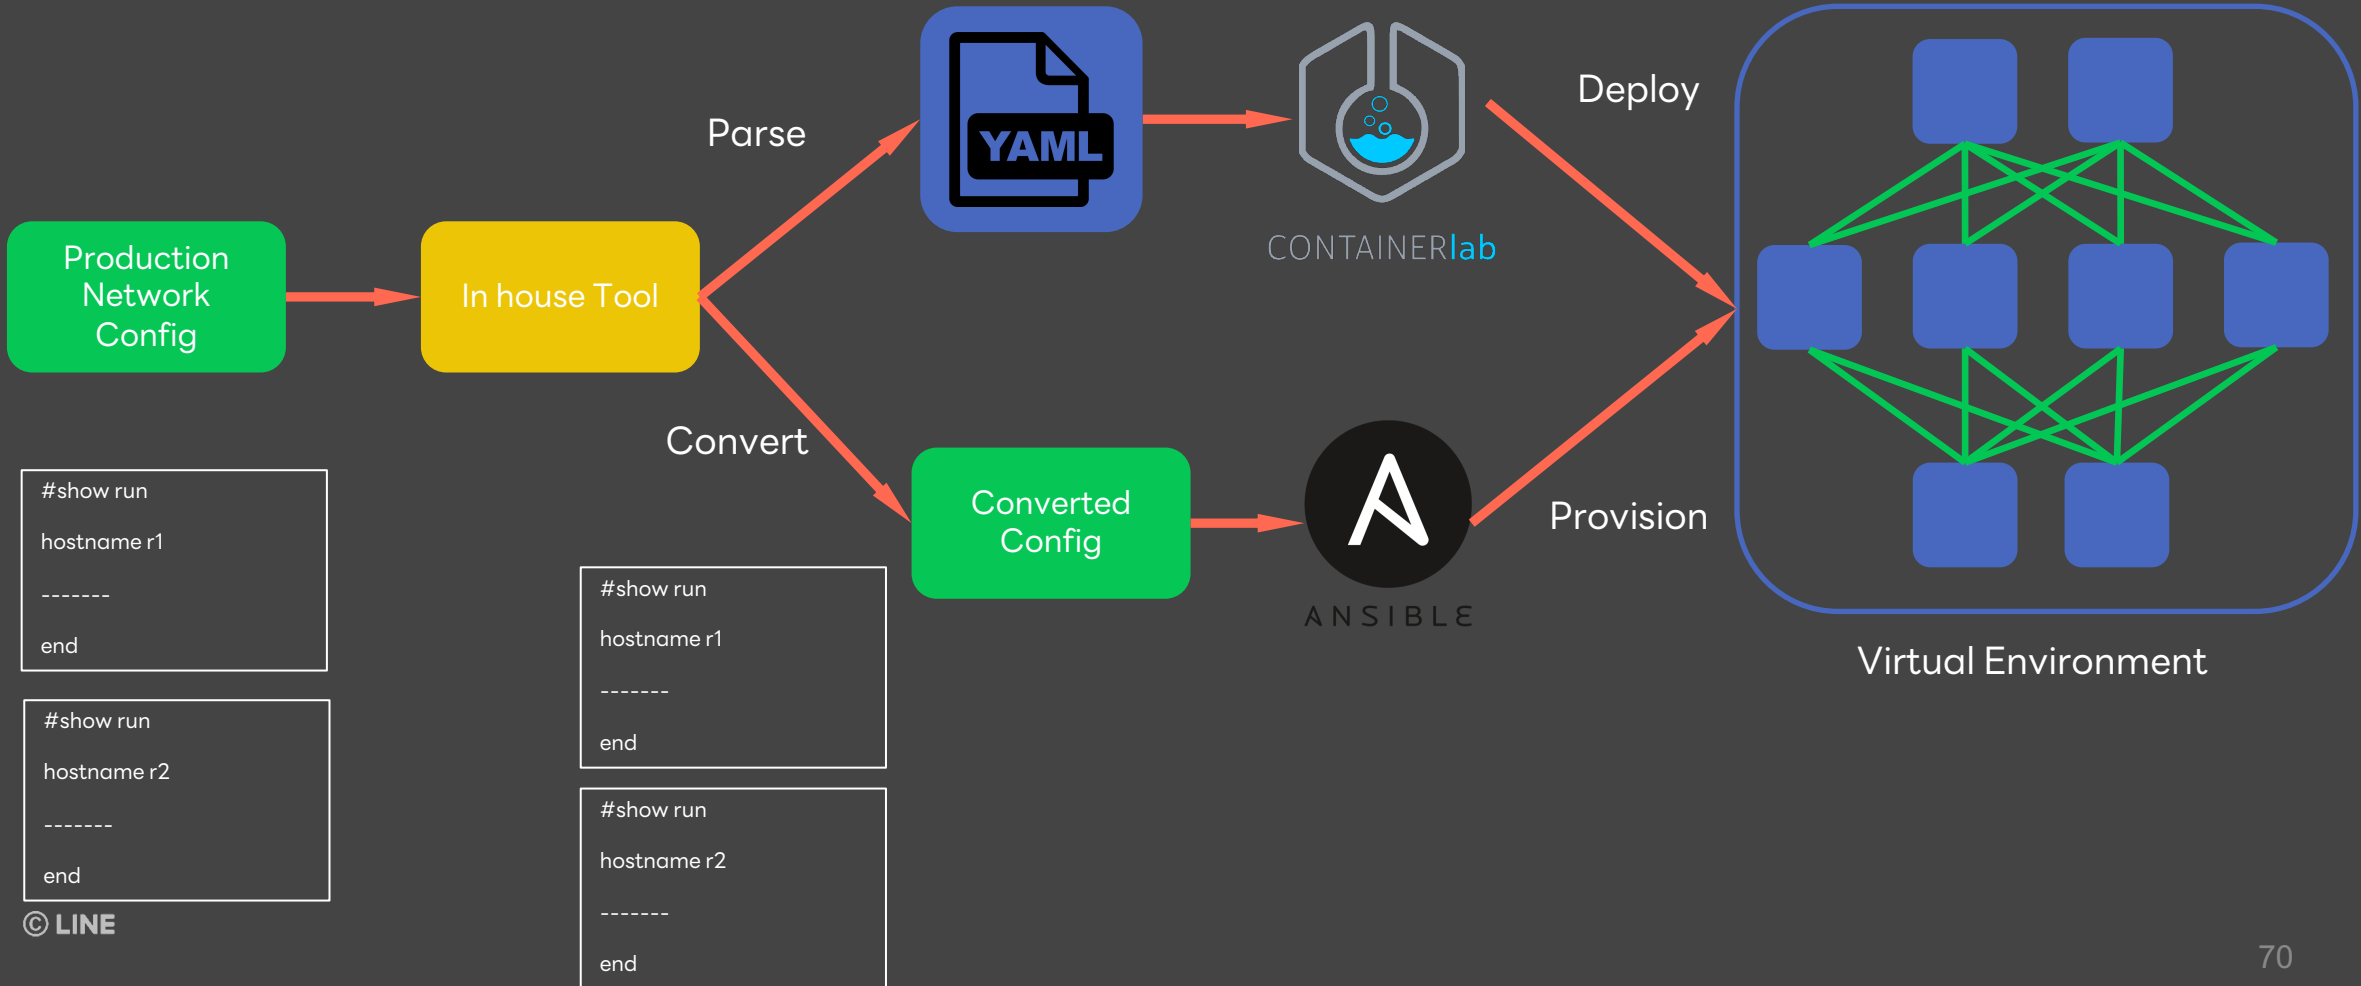 Parse
YAML
CONTAINERlab
Deploy
Production
Network
Config
In house Tool
Convert
Converted
Config
ANSIBLE
Provision
Virtual Environment
#show run
hostname r1
-------
end
#show run
hostname r2
-------
end
#show run
hostname r1
-------
end
#show run
hostname r2
-------
end
© LINE
70